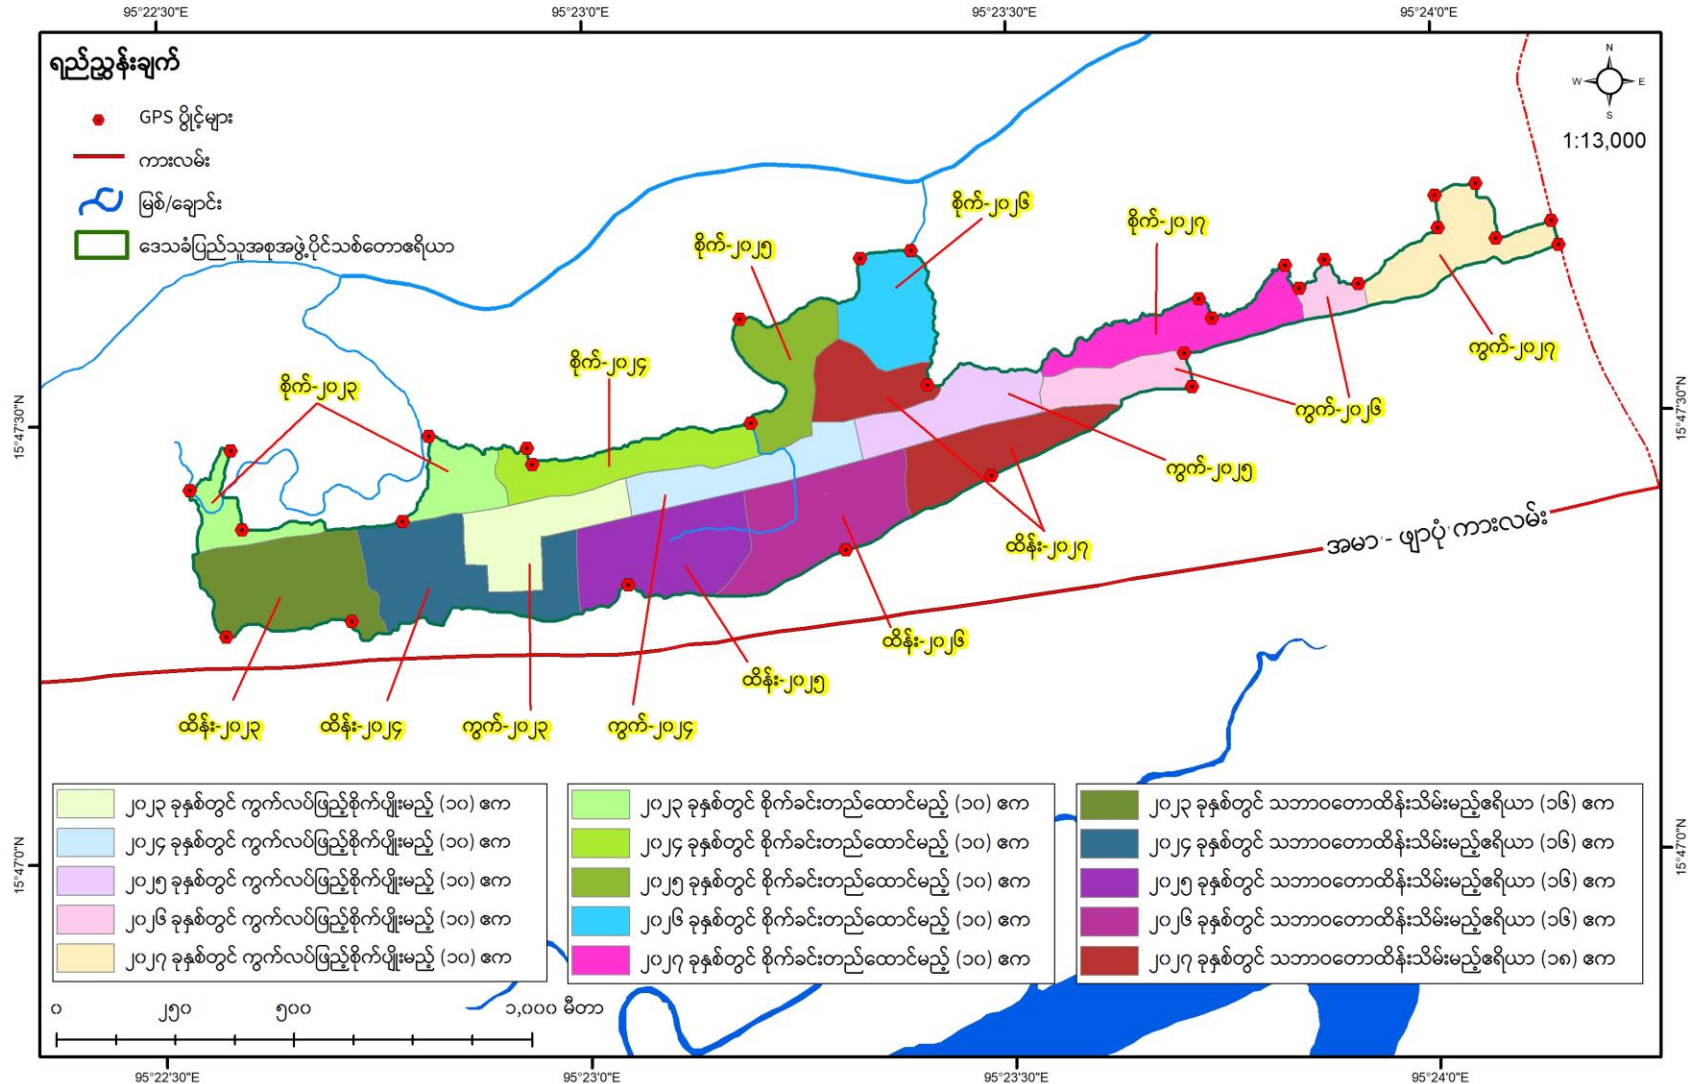 95°22'30"E
95°23'0"E
95°23'30"E
95°24'0"E
ရည်ညွှန်းချက်
GPS ပွိုင့်များ
ကားလမ်း
မြစ်/ချောင်း
ဒေသခံပြည်သူအစုအဖွဲ့ပိုင်သစ်တောဧရိယာ
N
W
E
S
1:13,000
စိုက်-၂၀၂၆
စိုက်-၂၀၂၇
စိုက်-၂၀၂၅
စိုက်-၂၀၂၄
စိုက်-၂၀၂၃
ကွက်-၂၀၂၇
ကွက်-၂၀၂၆
ကွက်-၂၀၂၅
15°47'30"N
15°47'30"N
ထိန်း-၂၀၂၇
အမာ - ဖျာပုံ ကားလမ်း
ထိန်း-၂၀၂၆
ထိန်း-၂၀၂၅
ထိန်း-၂၀၂၃
ထိန်း-၂၀၂၄
ကွက်-၂၀၂၃
ကွက်-၂၀၂၄
၂၀၂၃ ခုနှစ်တွင် ကွက်လပ်ဖြည့်စိုက်ပျိုးမည့် (၁၀) ဧက
၂၀၂၄ ခုနှစ်တွင် ကွက်လပ်ဖြည့်စိုက်ပျိုးမည့် (၁၀) ဧက
၂၀၂၅ ခုနှစ်တွင် ကွက်လပ်ဖြည့်စိုက်ပျိုးမည့် (၁၀) ဧက
၂၀၂၆ ခုနှစ်တွင် ကွက်လပ်ဖြည့်စိုက်ပျိုးမည့် (၁၀) ဧက
၂၀၂၇ ခုနှစ်တွင် ကွက်လပ်ဖြည့်စိုက်ပျိုးမည့် (၁၀) ဧက
၂၀၂၃ ခုနှစ်တွင် စိုက်ခင်းတည်ထောင်မည့် (၁၀) ဧက
၂၀၂၄ ခုနှစ်တွင် စိုက်ခင်းတည်ထောင်မည့် (၁၀) ဧက
၂၀၂၅ ခုနှစ်တွင် စိုက်ခင်းတည်ထောင်မည့် (၁၀) ဧက
၂၀၂၆ ခုနှစ်တွင် စိုက်ခင်းတည်ထောင်မည့် (၁၀) ဧက
၂၀၂၇ ခုနှစ်တွင် စိုက်ခင်းတည်ထောင်မည့် (၁၀) ဧက
၂၀၂၃ ခုနှစ်တွင် သဘာဝတောထိန်းသိမ်းမည့်ဧရိယာ (၁၆) ဧက
၂၀၂၄ ခုနှစ်တွင် သဘာဝတောထိန်းသိမ်းမည့်ဧရိယာ (၁၆) ဧက
၂၀၂၅ ခုနှစ်တွင် သဘာဝတောထိန်းသိမ်းမည့်ဧရိယာ (၁၆) ဧက
၂၀၂၆ ခုနှစ်တွင် သဘာဝတောထိန်းသိမ်းမည့်ဧရိယာ (၁၆) ဧက
၂၀၂၇ ခုနှစ်တွင် သဘာဝတောထိန်းသိမ်းမည့်ဧရိယာ (၁၈) ဧက
15°47'0"N
15°47'0"N
၀ ၂၅၀ ၅၀၀ ၁,၀၀၀ မီတာ
95°22'30"E
95°23'0"E
95°23'30"E
95°24'0"E